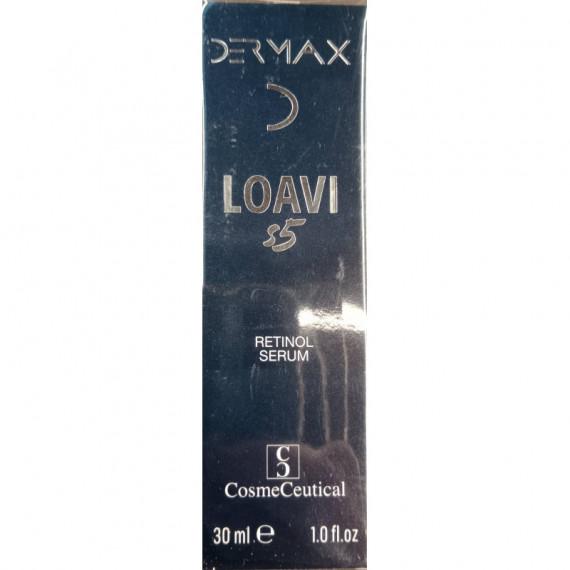 DERMAX
LOAVI
s5
RETINOL
SERUM
CosmeCeutical
30 ml ℮ 1.0 fl.oz